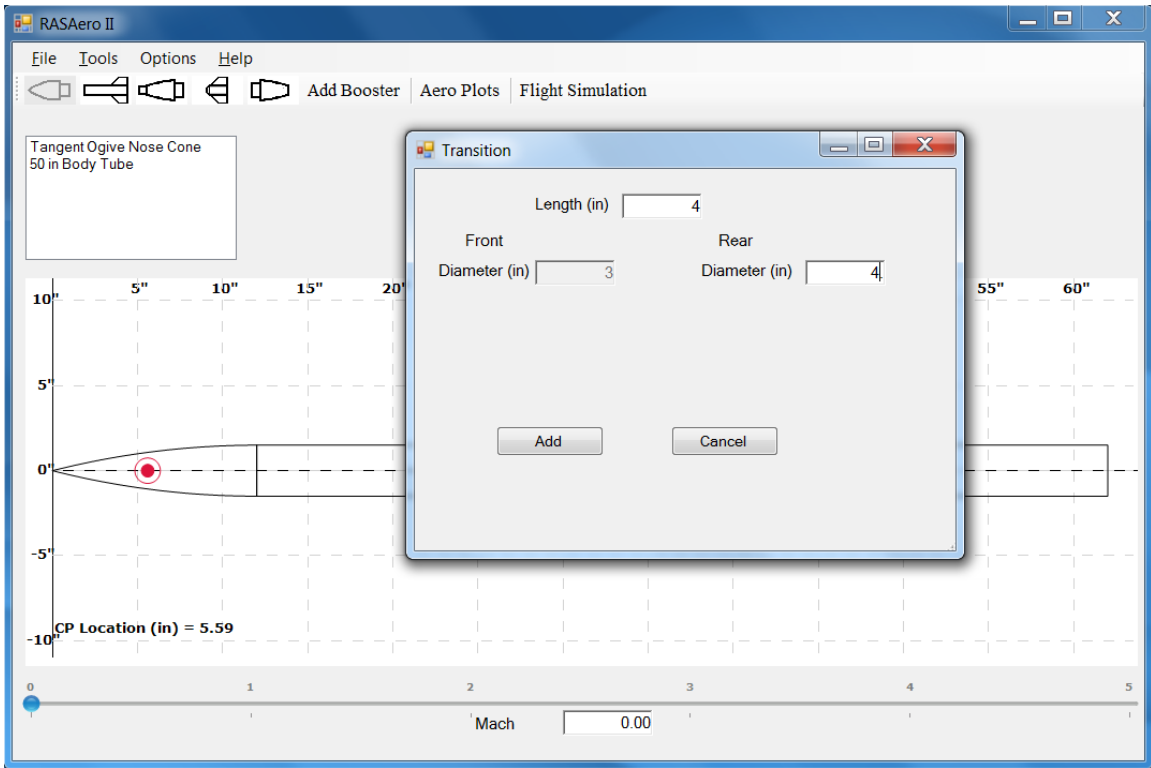 RASAero II
File Tools Options Help
Add Booster Aero Plots Flight Simulation
Tangent Ogive Nose Cone
50 in Body Tube
Transition
Length (in) 4
Front Rear
Diameter (in) 3 Diameter (in) 4
Add Cancel
5" 10" 15" 20" 55" 60"
10"
5"
0"
-5"
CP Location (in) = 5.59
-10"
0 1 2 3 4 5
Mach 0.00